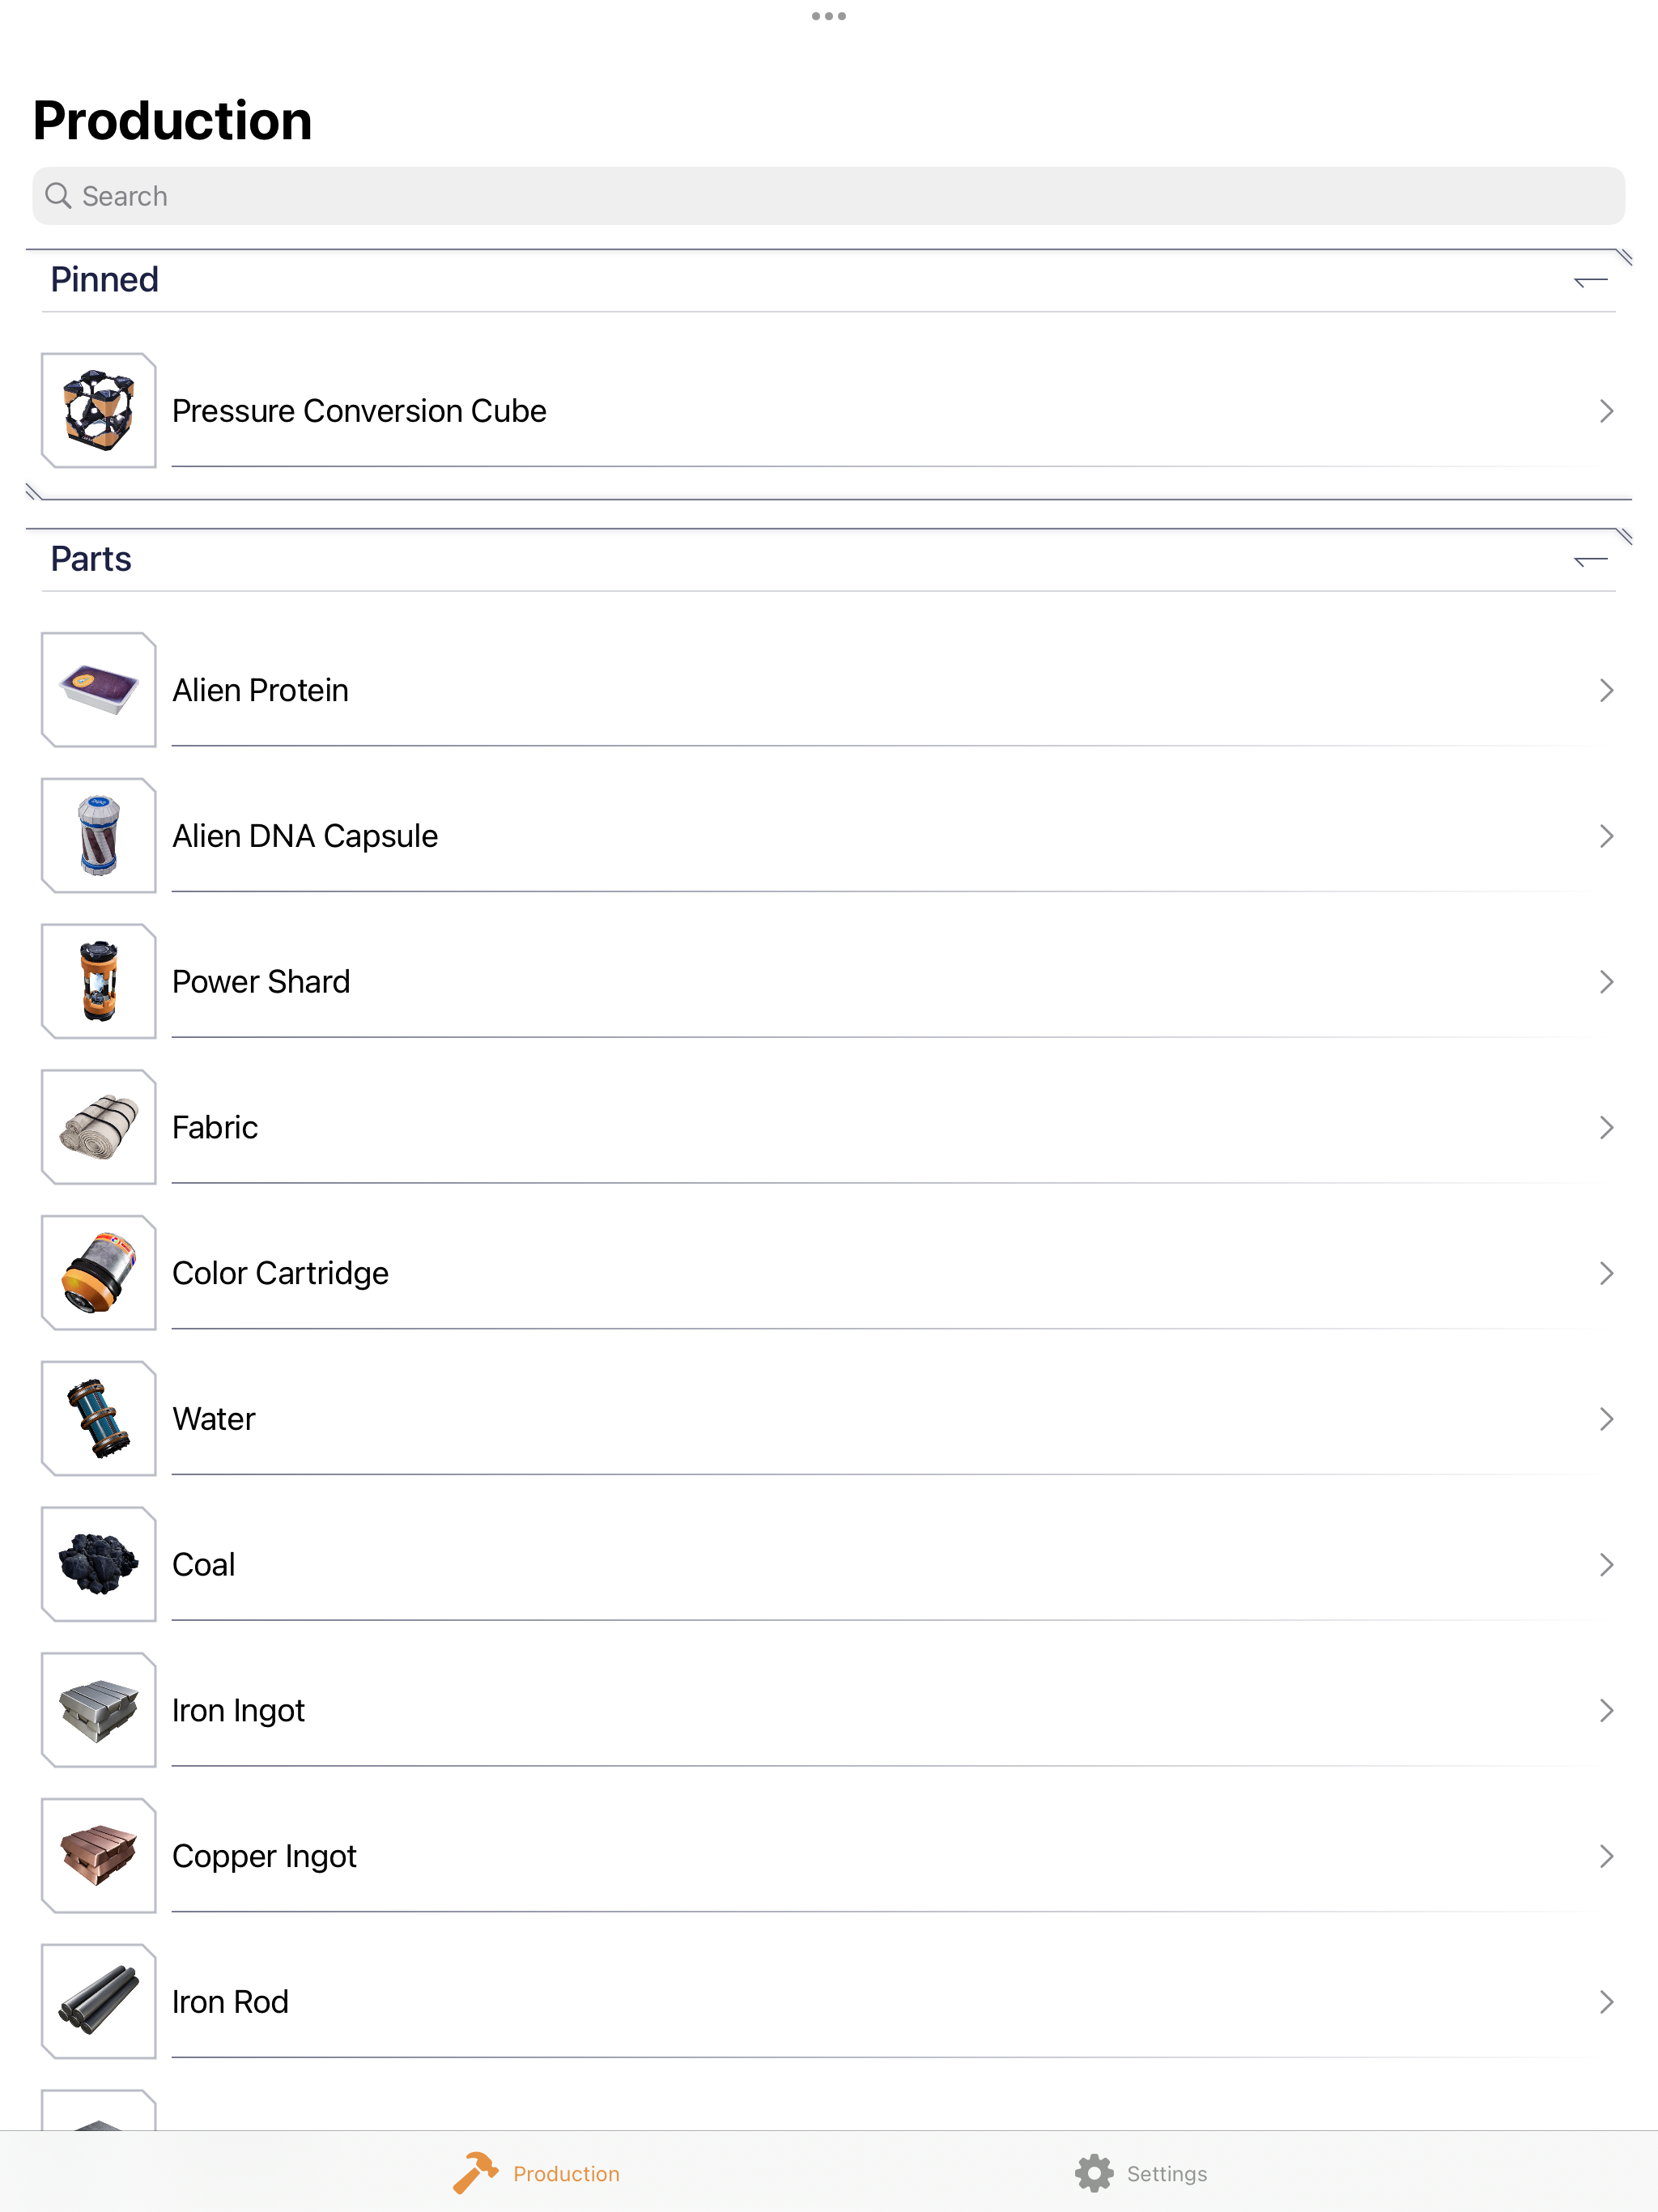 Production
Search
Pinned
Pressure Conversion Cube
Parts
Alien Protein
Alien DNA Capsule
Power Shard
Fabric
Color Cartridge
Water
Coal
Iron Ingot
Copper Ingot
Iron Rod
Production
Settings